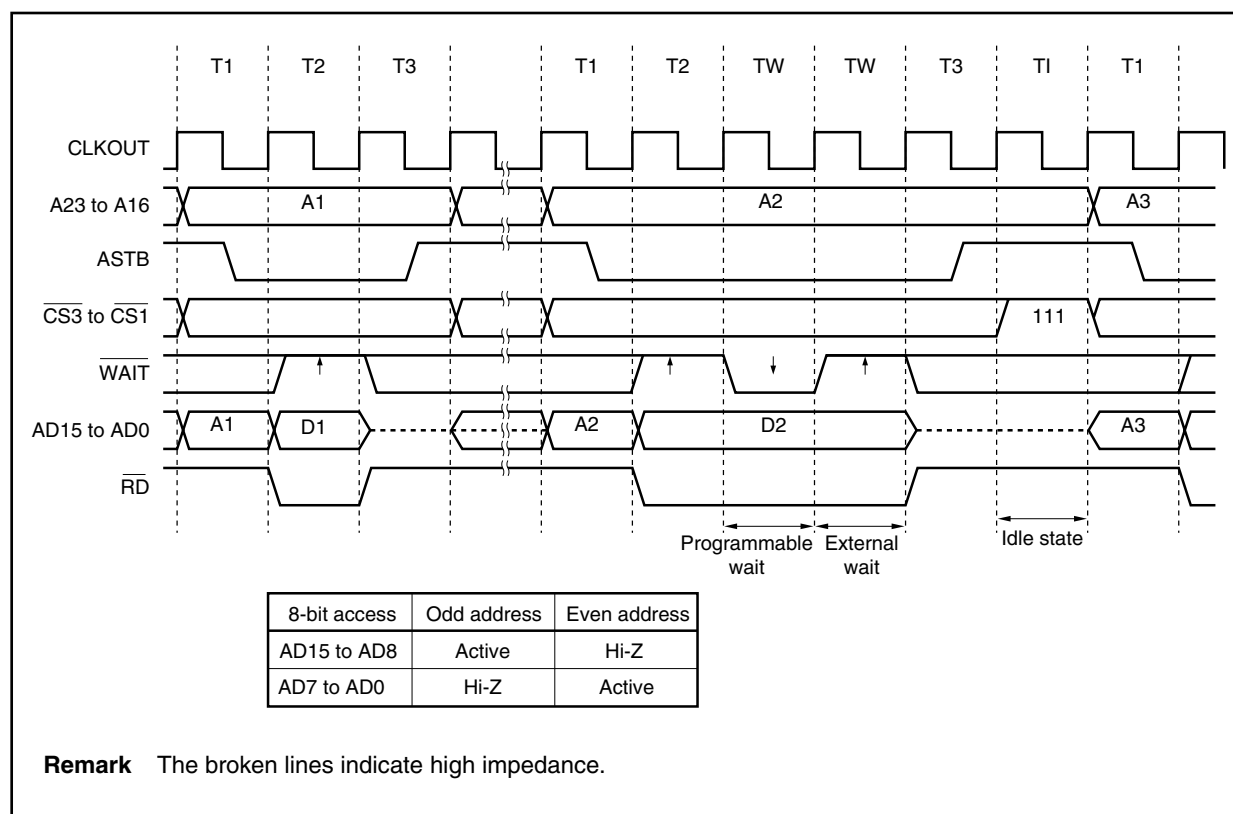 T1 T2 T3 T1 T2 TW TW T3 TI T1
CLKOUT
A23 to A16 A1 A2 A3
ASTB
CS3 to CS1 111
WAIT
AD15 to AD0 A1 D1 A2 D2 A3
RD
Programmable wait
External wait
Idle state
8-bit access Odd address Even address
AD15 to AD8 Active Hi-Z
AD7 to AD0 Hi-Z Active
Remark The broken lines indicate high impedance.